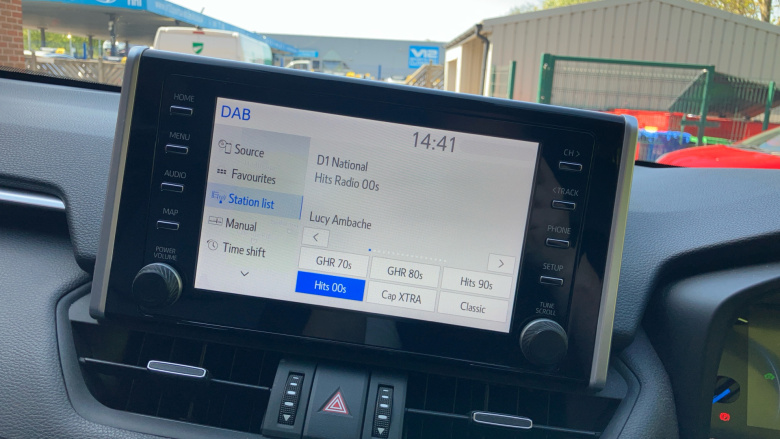 DAB
14:41
Source
Favourites
Station list
Manual
Time shift
D1 National
Hits Radio 00s
Lucy Ambache
GHR 70s
GHR 80s
Hits 90s
Hits 00s
Cap XTRA
Classic
HOME
MENU
AUDIO
MAP
POWER
VOLUME
CH >
< TRACK
PHONE
SETUP
TUNE
SCROLL